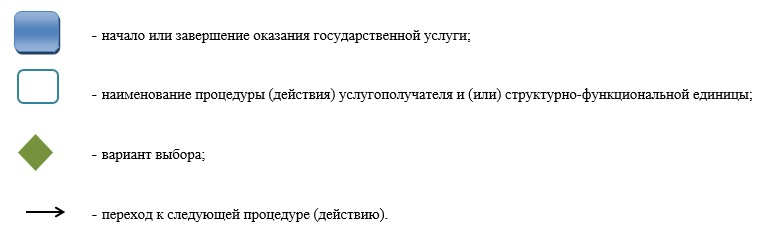 - начало или завершение оказания государственной услуги;
- наименование процедуры (действия) услугополучателя и (или) структурно-функциональной единицы;
- вариант выбора;
- переход к следующей процедуре (действию).